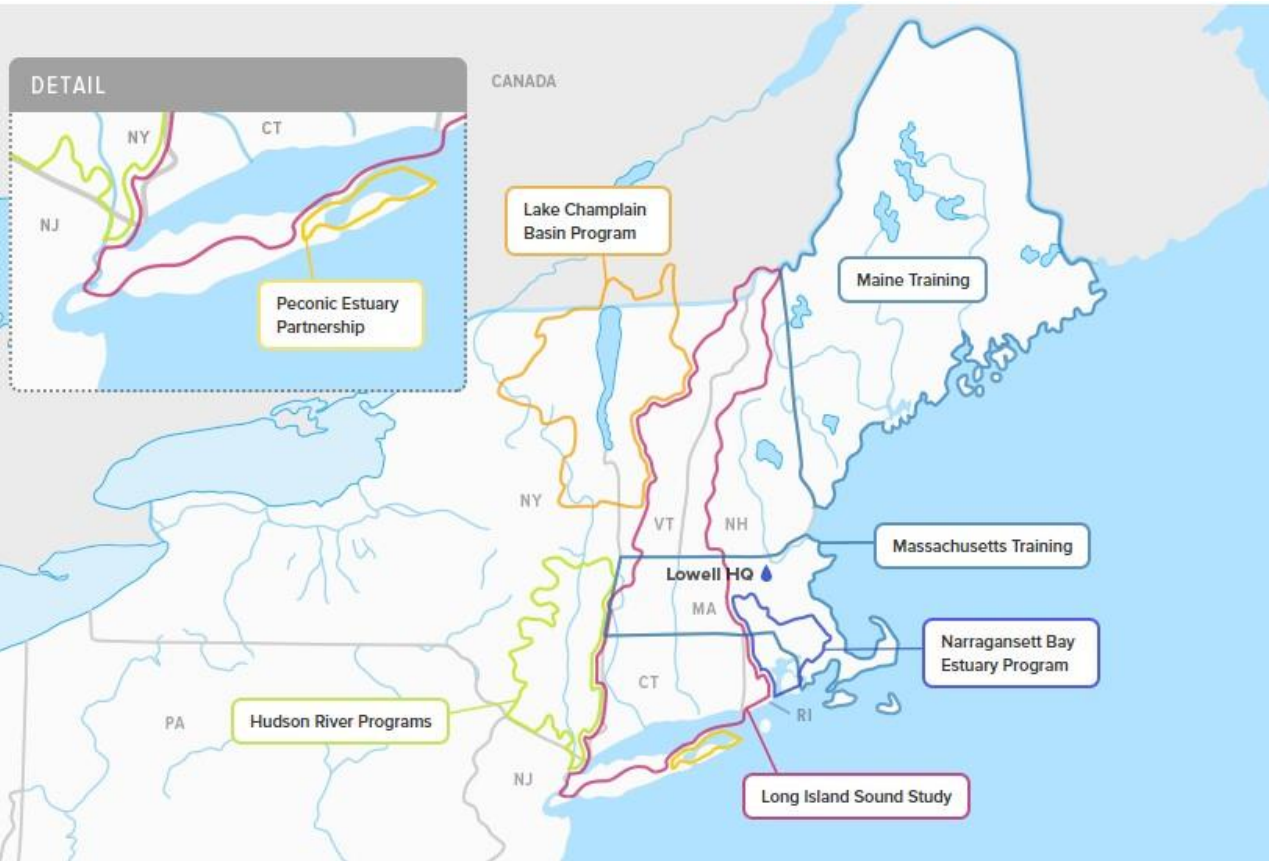 DETAIL
NY
CT
NJ
Peconic Estuary
Partnership
CANADA
Lake Champlain
Basin Program
Maine Training
NY
VT
NH
Massachusetts Training
Lowell HQ
MA
Narragansett Bay
Estuary Program
CT
RI
PA
Hudson River Programs
NJ
Long Island Sound Study